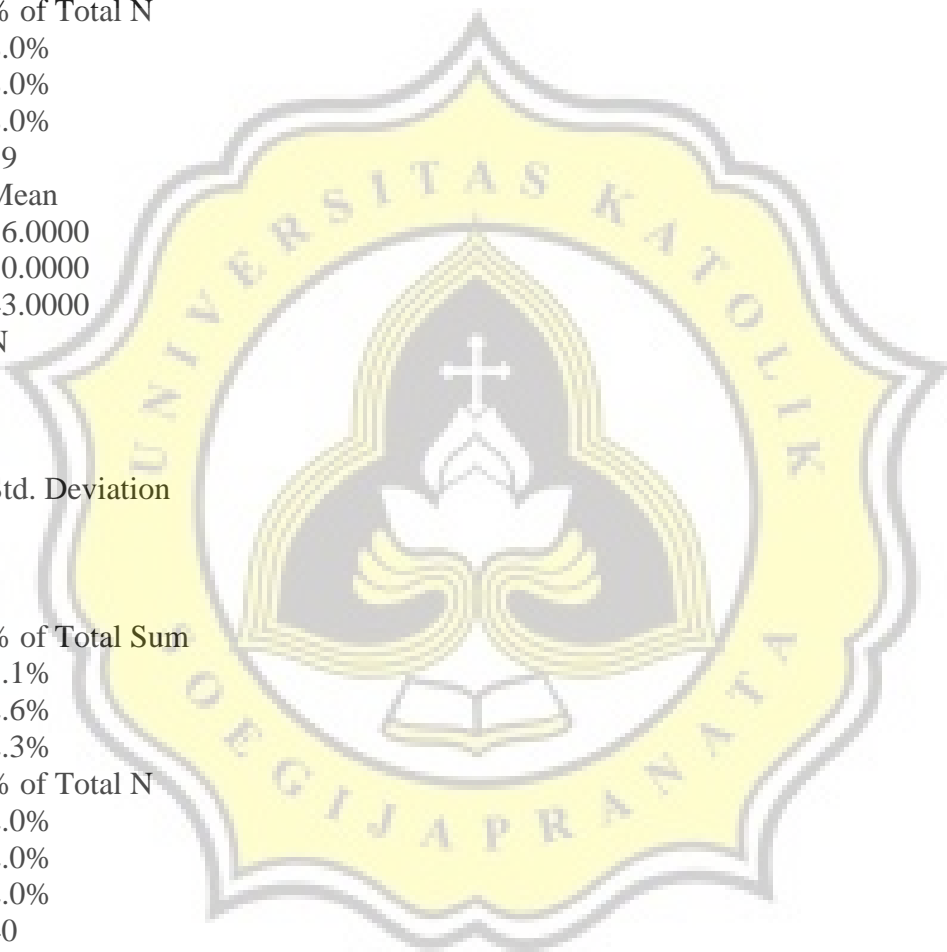 % of Total N
.0%
.0%
.0%
9
Mean
6.0000
0.0000
3.0000
N
Std. Deviation
% of Total Sum
.1%
.6%
.3%
% of Total N
.0%
.0%
.0%
0
UNIVERSITAS KATOLIK
SOEGIJAPRANATA